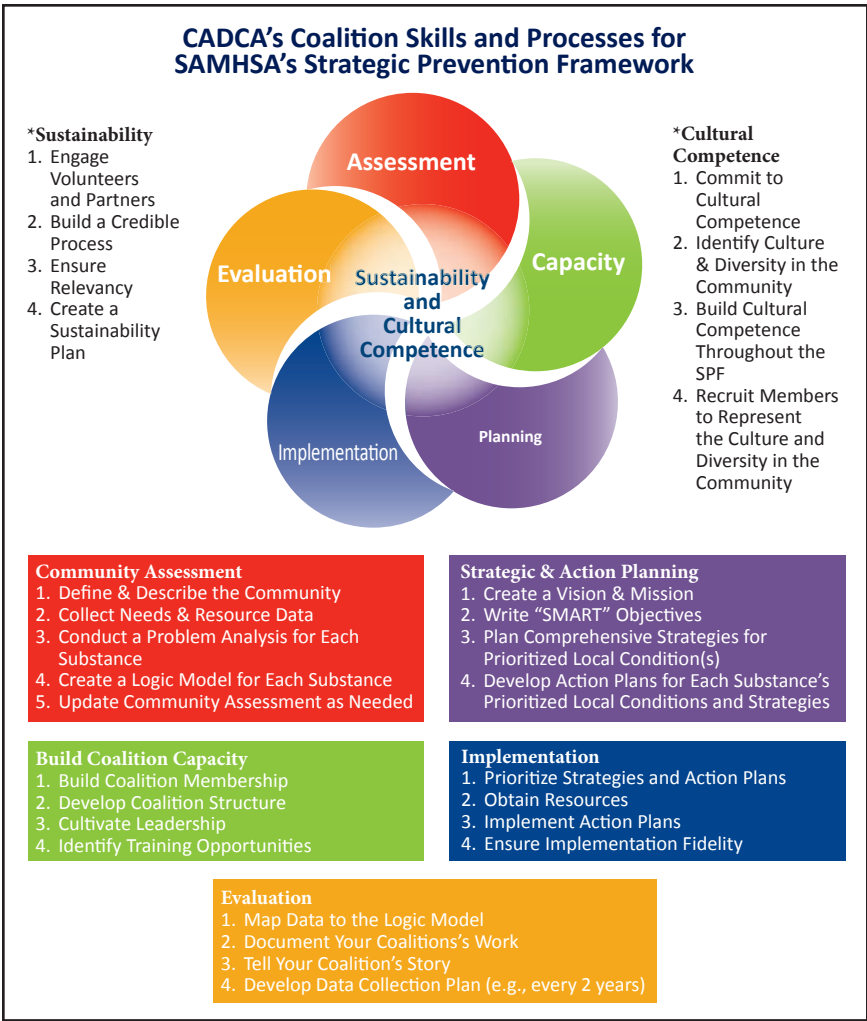 CADCA's Coalition Skills and Processes for
SAMHSA's Strategic Prevention Framework
*Sustainability
1. Engage
Volunteers
and Partners
2. Build a Credible
Process
3. Ensure
Relevancy
4. Create a
Sustainability
Plan
Assessment
Capacity
Planning
Implementation
Evaluation
Sustainability
and
Cultural
Competence
*Cultural
Competence
1. Commit to
Cultural
Competence
2. Identify Culture
& Diversity in the
Community
3. Build Cultural
Competence
Throughout the
SPF
4. Recruit Members
to Represent
the Culture and
Diversity in the
Community
Community Assessment
1. Define & Describe the Community
2. Collect Needs & Resource Data
3. Conduct a Problem Analysis for Each
Substance
4. Create a Logic Model for Each Substance
5. Update Community Assessment as Needed
Strategic & Action Planning
1. Create a Vision & Mission
2. Write “SMART” Objectives
3. Plan Comprehensive Strategies for
Prioritized Local Condition(s)
4. Develop Action Plans for Each Substance's
Prioritized Local Conditions and Strategies
Build Coalition Capacity
1. Build Coalition Membership
2. Develop Coalition Structure
3. Cultivate Leadership
4. Identify Training Opportunities
Implementation
1. Prioritize Strategies and Action Plans
2. Obtain Resources
3. Implement Action Plans
4. Ensure Implementation Fidelity
Evaluation
1. Map Data to the Logic Model
2. Document Your Coalitions's Work
3. Tell Your Coalition's Story
4. Develop Data Collection Plan (e.g., every 2 years)